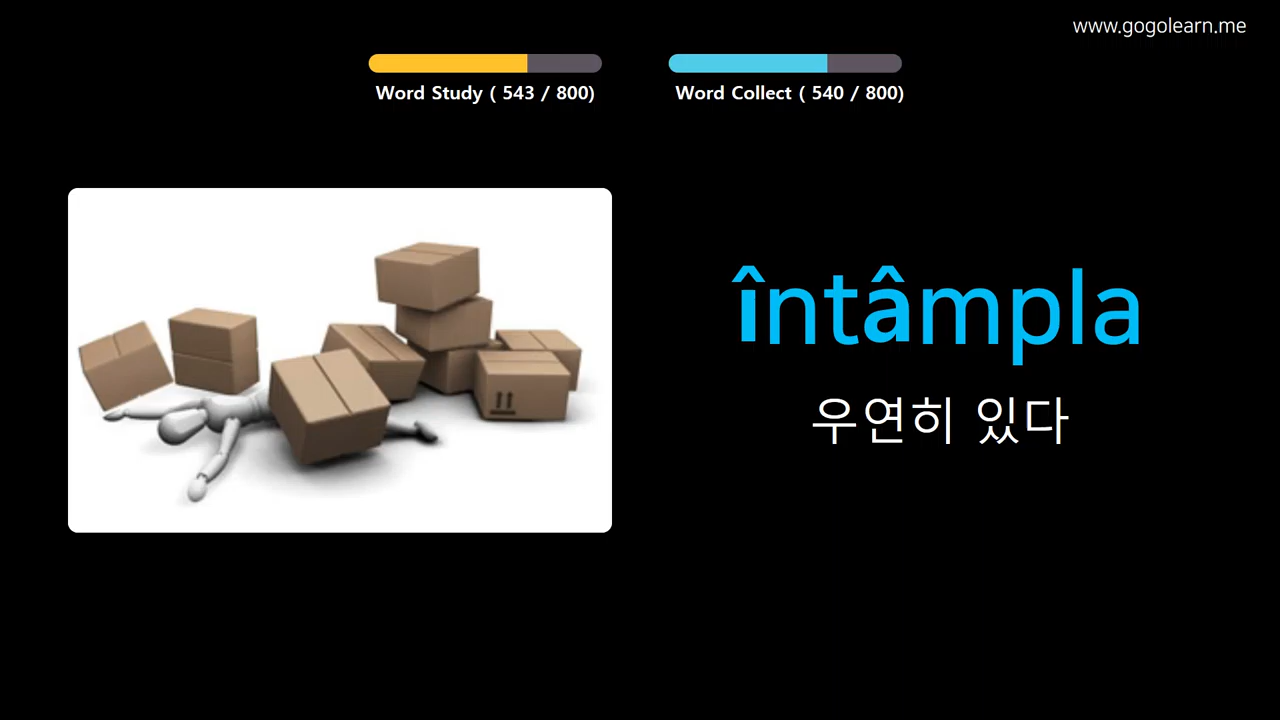 www.gogolearn.me
Word Study ( 543 / 800)
Word Collect ( 540 / 800)
întâmpla
우연히 있다